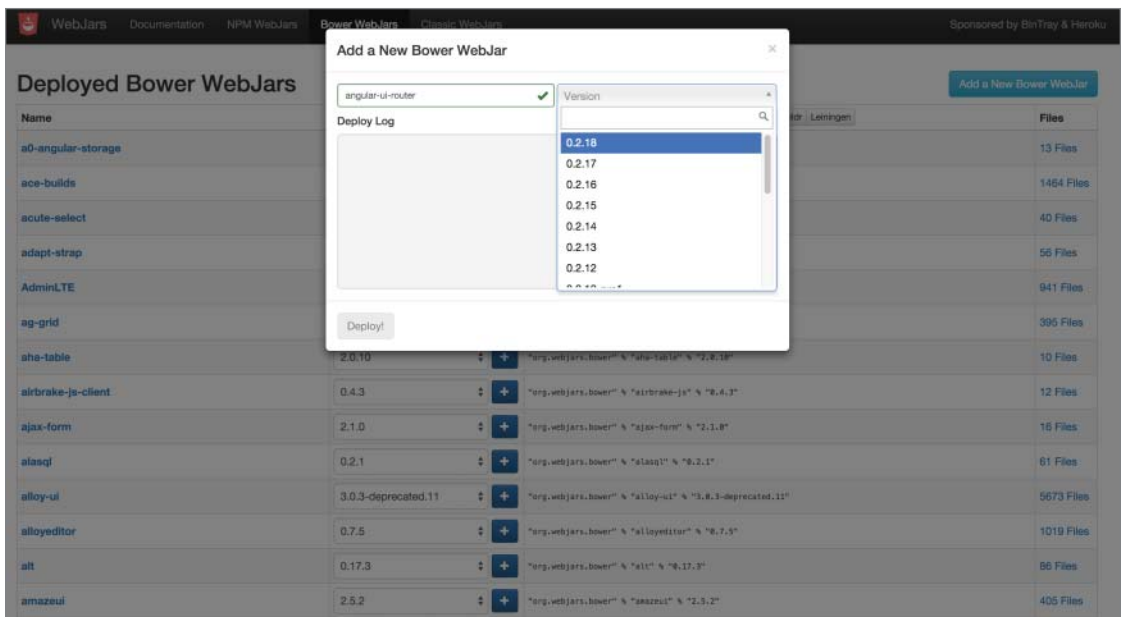 WebJars Documentation NPM WebJars Bower WebJars Classic WebJars Sponsored by BinTray & Heroku
Add a New Bower WebJar ×
Deployed Bower WebJars
Add a New Bower WebJar
angular-ui-router
Version
Deploy Log
Name
Leiningen
Files
0.2.18
0.2.17
0.2.16
0.2.15
0.2.14
0.2.13
0.2.12
Deploy!
a0-angular-storage 13 Files
ace-builds 1464 Files
acute-select 40 Files
adapt-strap 56 Files
AdminLTE 941 Files
ag-grid 395 Files
aha-table 2.0.10 + "org.webjars.bower" % "aha-table" % "2.0.10" 10 Files
airbrake-js-client 0.4.3 + "org.webjars.bower" % "airbrake-js" % "0.4.3" 12 Files
ajax-form 2.1.0 + "org.webjars.bower" % "ajax-form" % "2.1.0" 16 Files
alasql 0.2.1 + "org.webjars.bower" % "alasql" % "0.2.1" 61 Files
alloy-ui 3.0.3-deprecated.11 + "org.webjars.bower" % "alloy-ui" % "3.0.3-deprecated.11" 5673 Files
alloyeditor 0.7.5 + "org.webjars.bower" % "alloyeditor" % "0.7.5" 1019 Files
alt 0.17.3 + "org.webjars.bower" % "alt" % "0.17.3" 86 Files
amazeui 2.5.2 + "org.webjars.bower" % "amazeui" % "2.5.2" 405 Files